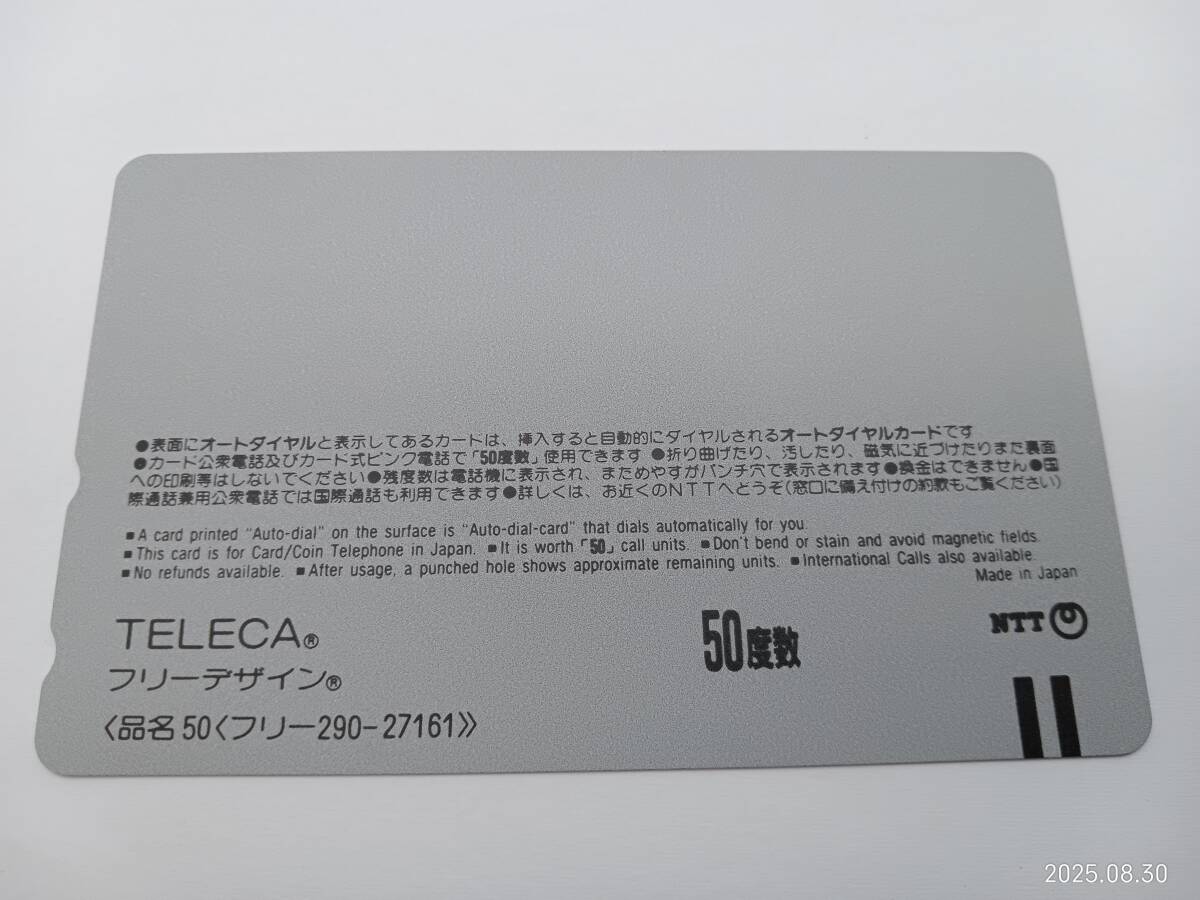 ●表面にオートダイヤルと表示してあるカードは、挿入すると自動的にダイヤルされるオートダイヤルカードです
●カード公衆電話及びカード式ピンク電話で「50度数」使用できます ●折り曲げたり、汚したり、磁気に近づけたりまた裏面
への印刷等はしないでください●残度数は電話機に表示され、まためやすがパンチ穴で表示されます●換金はできません●国
際通話兼用公衆電話では国際通話も利用できます●詳しくは、お近くのNTTへどうぞ(窓口に備え付けの約款もご覧ください)
■A card printed "Auto-dial" on the surface is "Auto-dial-card" that dials automatically for you.
■This card is for Card/Coin Telephone in Japan. ■It is worth「50」call units. ■Don't bend or stain and avoid magnetic fields.
■No refunds available. ■After usage, a punched hole shows approximate remaining units. ■International Calls also available.
Made in Japan
TELECA®
50度数
NTT
フリーデザイン®
〈品名50〈フリー290-27161〉〉
2025.08.30